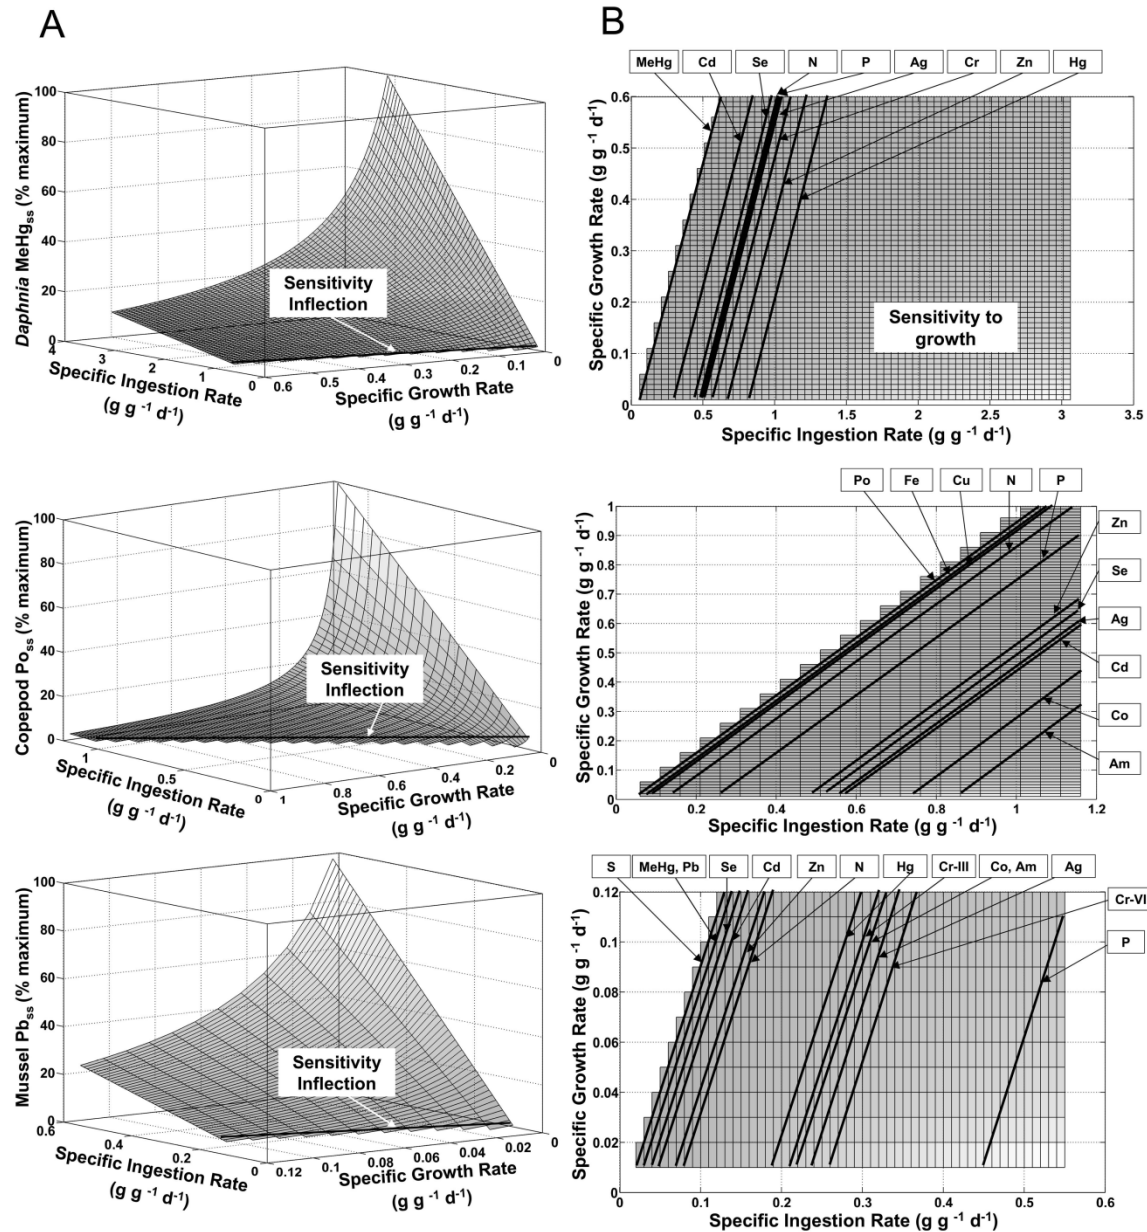 A
Daphnia MeHgss (% maximum)
100
80
60
40
20
0
Sensitivity
Inflection
4
3
2
1
0
Specific Ingestion Rate
(g g -1 d-1)
0.6
0.5
0.4
0.3
0.2
0.1
0
Specific Growth Rate
(g g -1 d-1)
B
MeHg
Cd
Se
N
P
Ag
Cr
Zn
Hg
Specific Growth Rate (g g -1 d-1)
0.6
0.5
0.4
0.3
0.2
0.1
0
Sensitivity to
growth
0
0.5
1
1.5
2
2.5
3
3.5
Specific Ingestion Rate (g g -1 d-1)
Copepod Poss (% maximum)
100
80
60
40
20
0
Sensitivity
Inflection
1
0.5
0
Specific Ingestion Rate
(g g -1 d-1)
1
0.8
0.6
0.4
0.2
0
Specific Growth Rate
(g g -1 d-1)
Po
Fe
Cu
N
P
Zn
Se
Ag
Cd
Co
Am
Specific Growth Rate (g g -1 d-1)
1
0.9
0.8
0.7
0.6
0.5
0.4
0.3
0.2
0.1
0
0
0.2
0.4
0.6
0.8
1
1.2
Specific Ingestion Rate (g g -1 d-1)
Mussel Pbss (% maximum)
100
80
60
40
20
0
Sensitivity
Inflection
0.6
0.4
0.2
0
Specific Ingestion Rate
(g g -1 d-1)
0.12
0.1
0.08
0.06
0.04
0.02
0
Specific Growth Rate
(g g -1 d-1)
S
MeHg, Pb
Se
Cd
Zn
N
Hg
Cr-III
Co, Am
Ag
Cr-VI
P
Specific Growth Rate (g g -1 d-1)
0.12
0.1
0.08
0.06
0.04
0.02
0
0
0.1
0.2
0.3
0.4
0.5
0.6
Specific Ingestion Rate (g g -1 d-1)